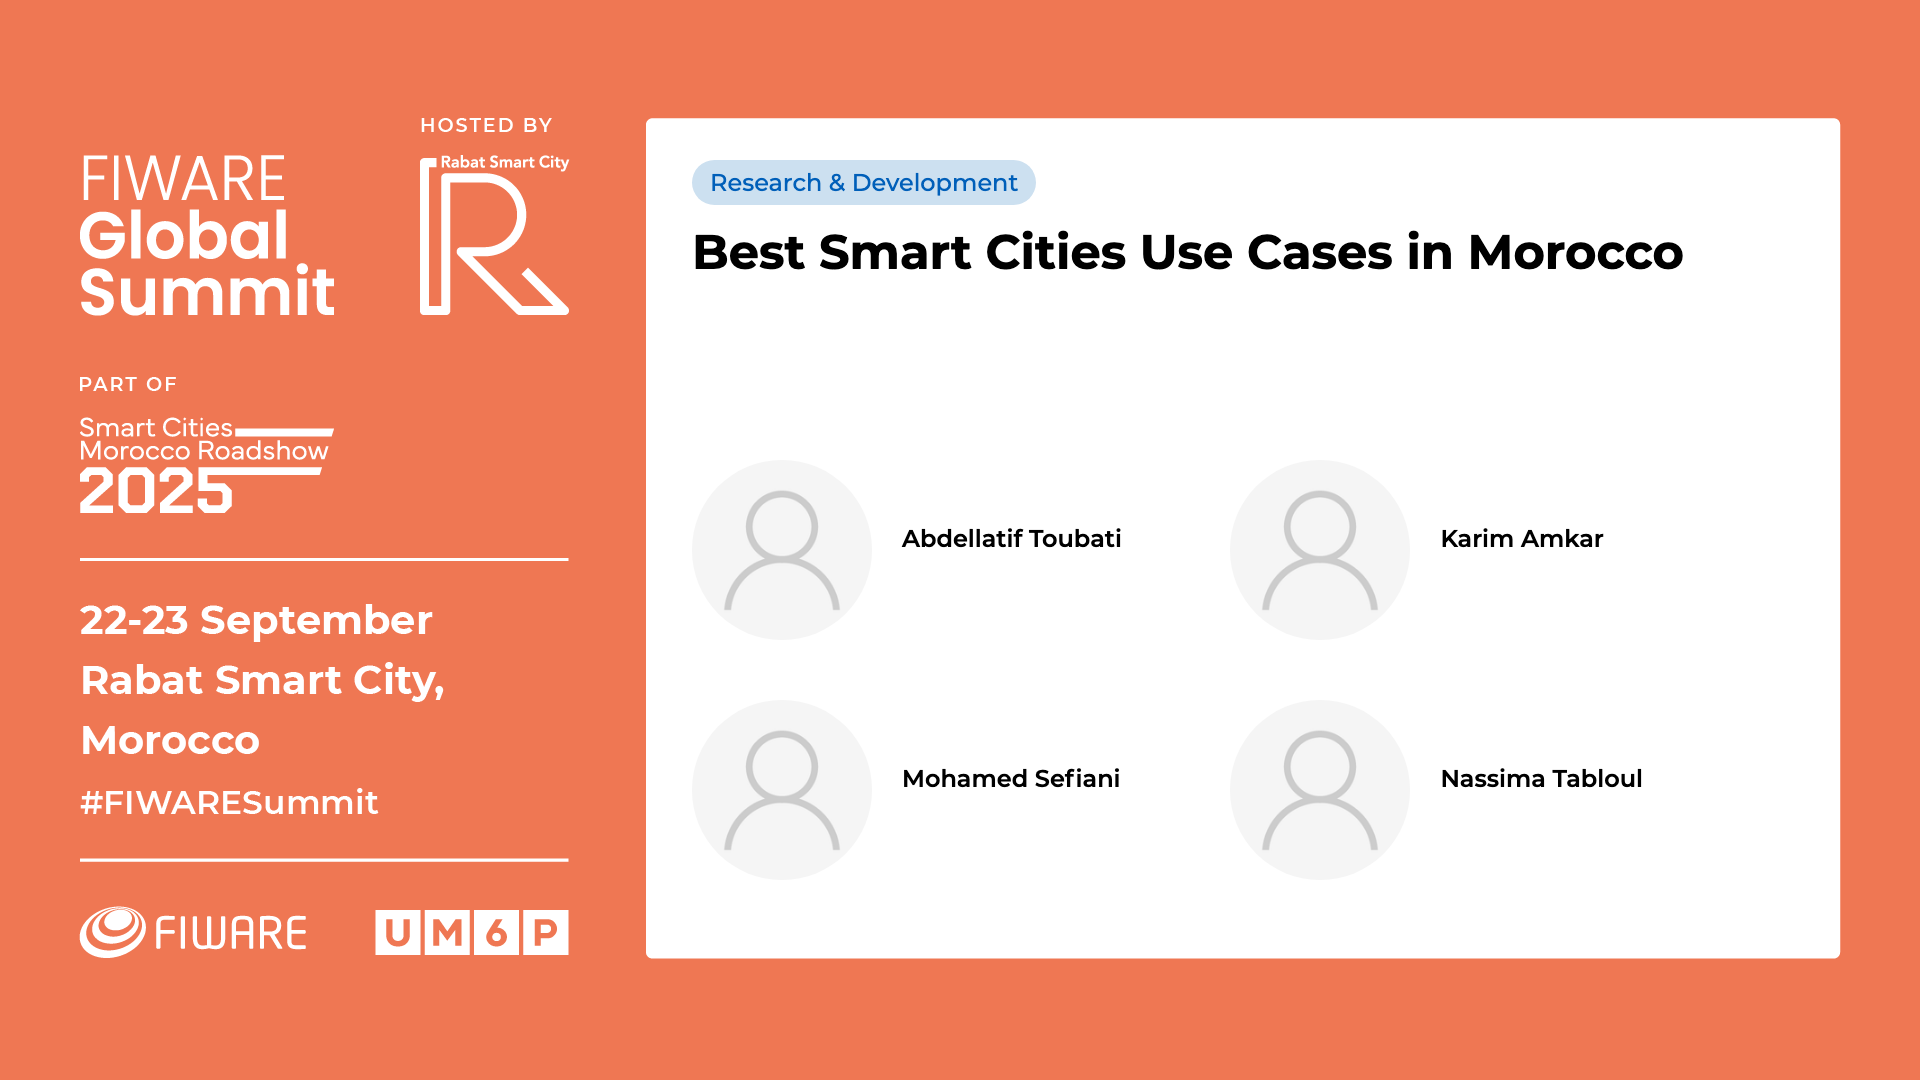 HOSTED BY
FIWARE
Global
Summit
Rabat Smart City
R
PART OF
Smart Cities
Morocco Roadshow
2025
22-23 September
Rabat Smart City,
Morocco
#FIWARESummit
FIWARE
UM6P
Research & Development
Best Smart Cities Use Cases in Morocco
Abdellatif Toubati
Karim Amkar
Mohamed Sefiani
Nassima Tabloul